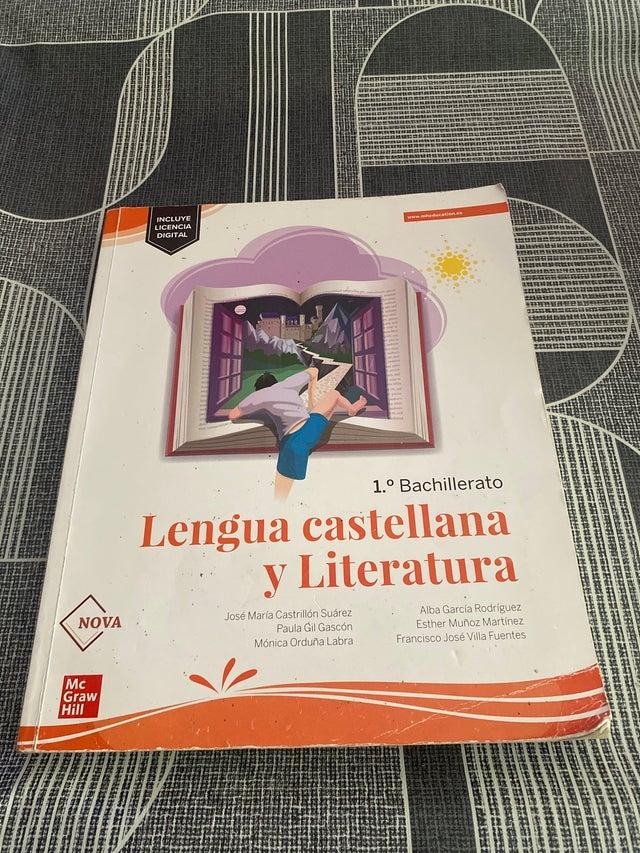 INCLUYE
LICENCIA
DIGITAL
www.mheducation.es
1.º Bachillerato
Lengua castellana
y Literatura
José María Castrillón Suárez
Paula Gil Gascón
Mónica Orduña Labra
Alba García Rodríguez
Esther Muñoz Martínez
Francisco José Villa Fuentes
NOVA
Mc
Graw
Hill